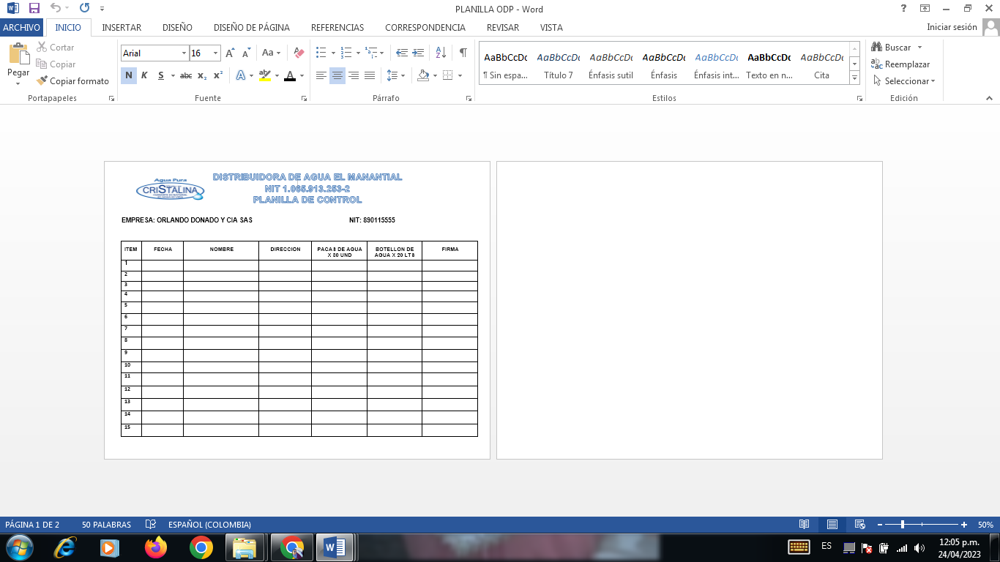 PLANILLA ODP - Word
ARCHIVO INICIO INSERTAR DISEÑO DISEÑO DE PÁGINA REFERENCIAS CORRESPONDENCIA REVISAR VISTA Iniciar sesión
Pegar
Cortar
Copiar
Copiar formato
Portapapeles
Arial 16
N K S abc x₂ x²
Fuente
Párrafo
AaBbCcDc AaBbCcDc AaBbCcDc AaBbCcDc AaBbCcDc AaBbCcDc AaBbCcDc
¶ Sin espa... Título 7 Énfasis sutil Énfasis Énfasis int... Texto en n... Cita
Estilos
Buscar
Reemplazar
Seleccionar
Edición
Agua Pura
CRISTALINA
DISTRIBUIDORA DE AGUA EL MANANTIAL
NIT 1.065.913.253-2
PLANILLA DE CONTROL
EMPRESA: ORLANDO DONADO Y CIA SAS NIT: 890115555
ITEM FECHA NOMBRE DIRECCION PACAS DE AGUA X 30 UND BOTELLON DE AGUA X 20 LTS FIRMA
1
2
3
4
5
6
7
8
9
10
11
12
13
14
15
PÁGINA 1 DE 2 50 PALABRAS ESPAÑOL (COLOMBIA) 50%
ES
12:05 p.m.
24/04/2023